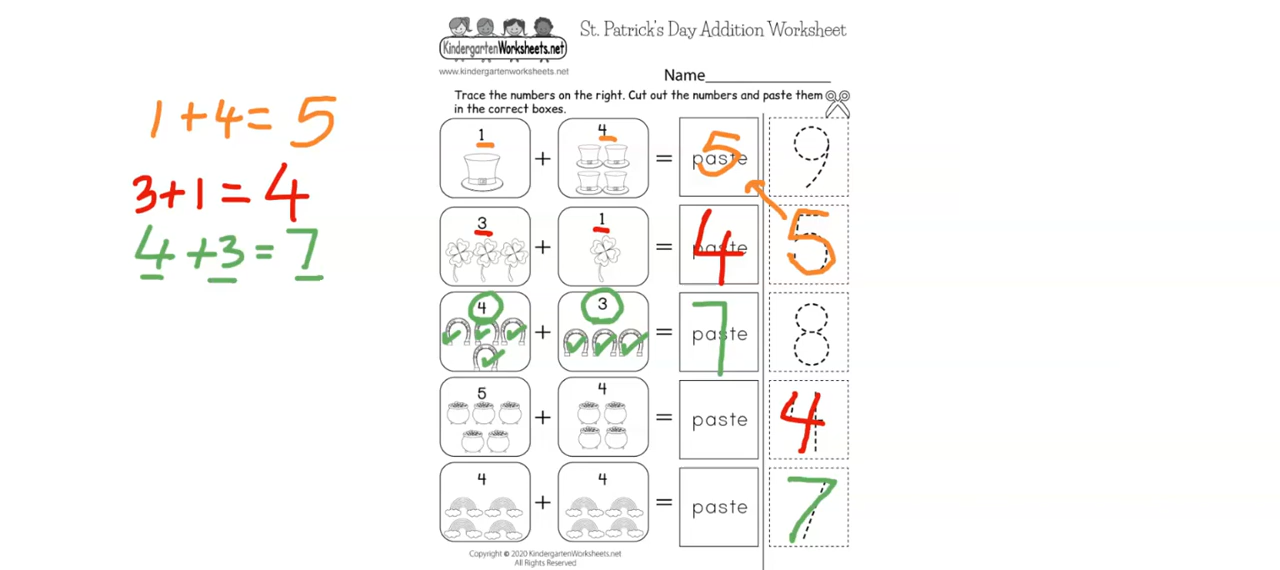 St. Patrick's Day Addition Worksheet
KindergartenWorksheets.net
www.kindergartenworksheets.net
Name_______________
Trace the numbers on the right. Cut out the numbers and paste them
in the correct boxes.
1 + 4 = 5
3 + 1 = 4
4 + 3 = 7
1 + 4 = paste 5
9
3 + 1 = paste 4
5
4 + 3 = paste 7
8
5 + 4 = paste
4
4 + 4 = paste
7
Copyright © 2020 KindergartenWorksheets.net
All Rights Reserved